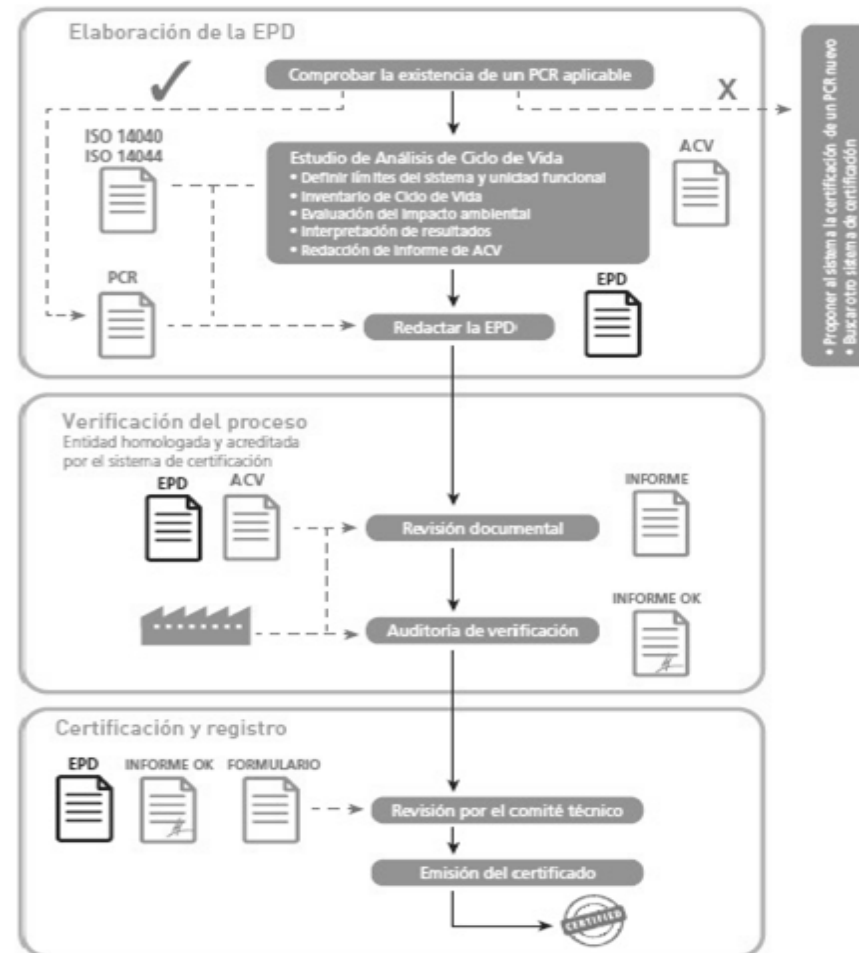 Elaboración de la EPD
Comprobar la existencia de un PCR aplicable
X
ISO 14040
ISO 14044
Estudio de Análisis de Ciclo de Vida
• Definir límites del sistema y unidad funcional
• Inventario de Ciclo de Vida
• Evaluación del impacto ambiental
• Interpretación de resultados
• Redacción de informe de ACV
ACV
PCR
EPD
Redactar la EPD
• Proponer al sistema la certificación de un PCR nuevo
• Buscar otro sistema de certificación
Verificación del proceso
Entidad homologada y acreditada
por el sistema de certificación
EPD
ACV
INFORME
Revisión documental
INFORME OK
Auditoría de verificación
Certificación y registro
EPD
INFORME OK
FORMULARIO
Revisión por el comité técnico
Emisión del certificado
CERTIFIED